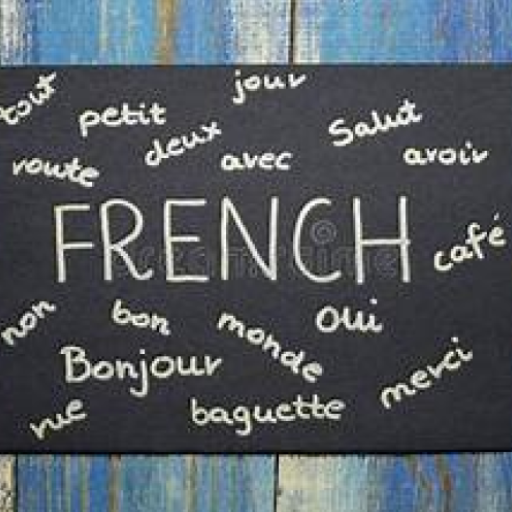 jour
tout petit deux Salut
route avec avoir
FRENCH
café
non bon monde oui
Bonjour merci
rue baguette